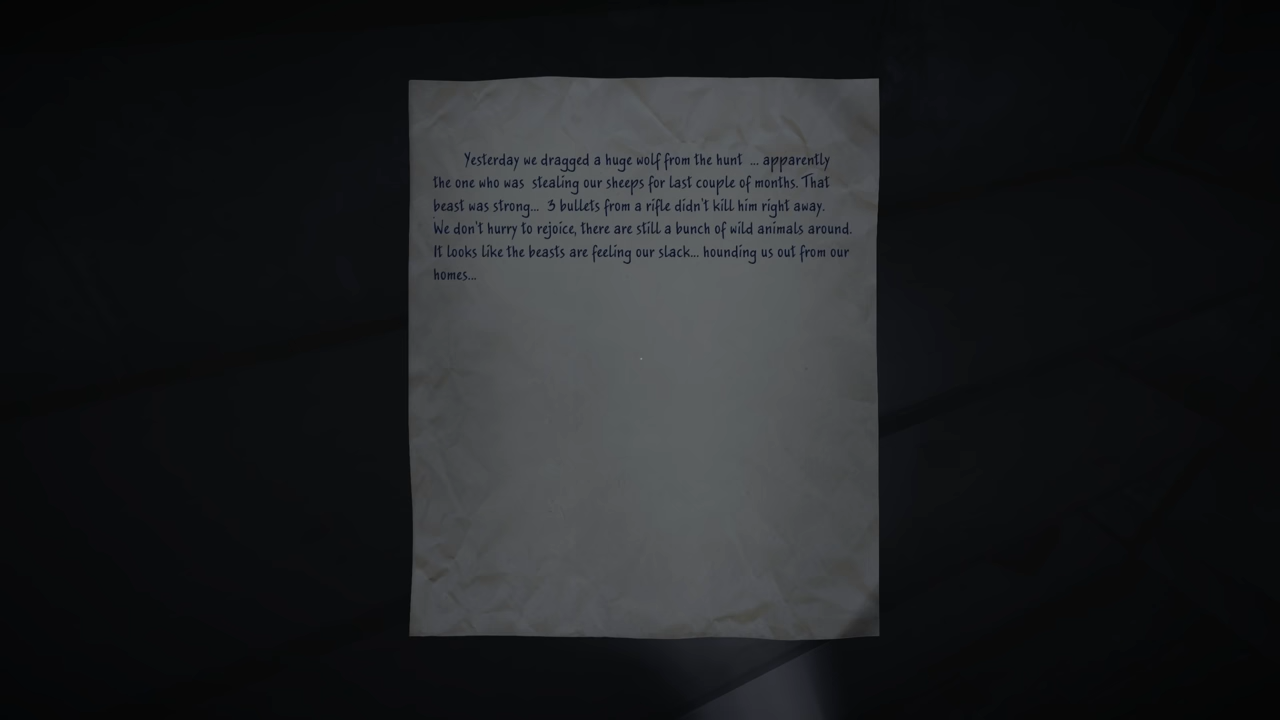 Yesterday we dragged a huge wolf from the hunt ... apparently
the one who was stealing our sheeps for last couple of months. That
beast was strong... 3 bullets from a rifle didn't kill him right away.
We don't hurry to rejoice, there are still a bunch of wild animals around.
It looks like the beasts are feeling our slack... hounding us out from our
homes...